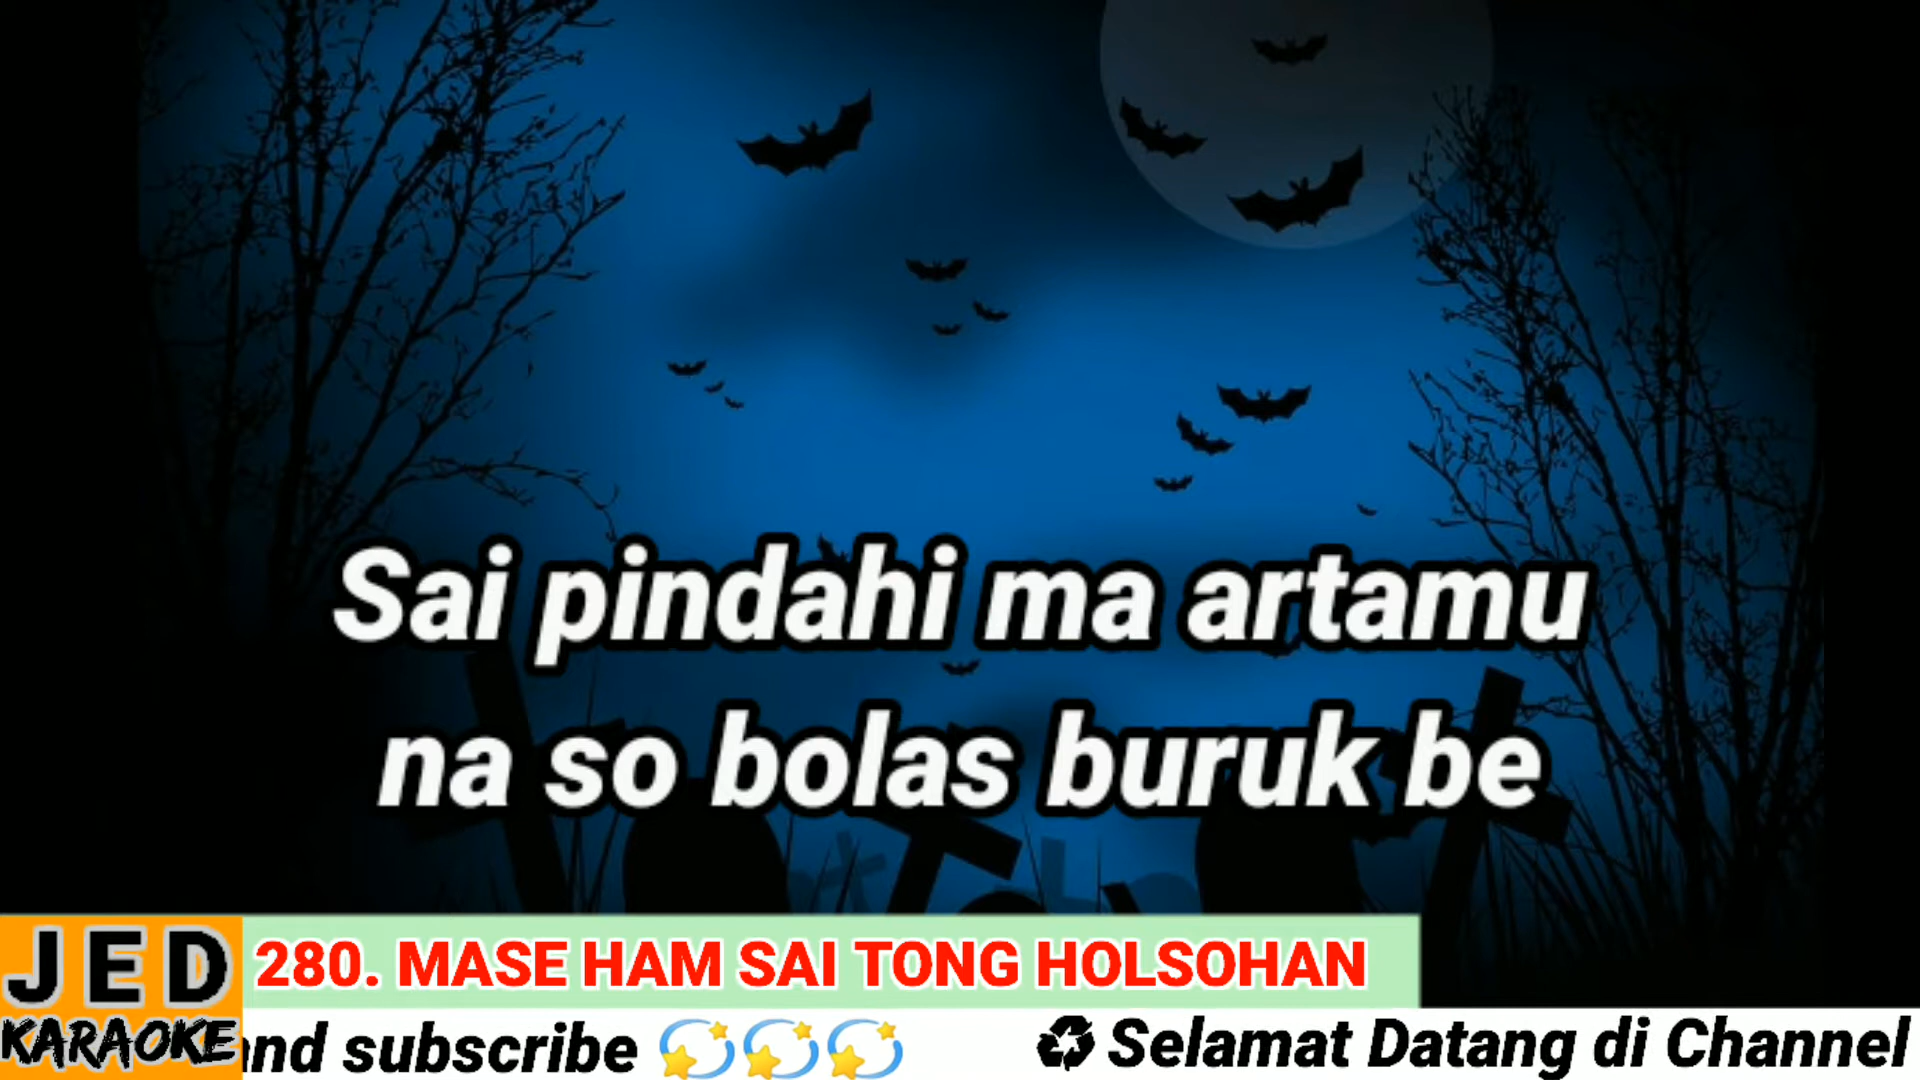 Sai pindahi ma artamu
na so bolas buruk be
JED
KARAOKE
280. MASE HAM SAI TONG HOLSOHAN
and subscribe 💫💫💫 ♻ Selamat Datang di Channel